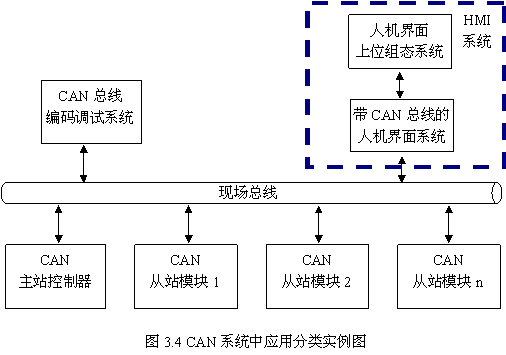 人机界面
上位组态系统
HMI
系统
CAN 总线
编码调试系统
带 CAN 总线的
人机界面系统
现场总线
CAN
主站控制器
CAN
从站模块 1
CAN
从站模块 2
CAN
从站模块 n
图 3.4 CAN 系统中应用分类实例图